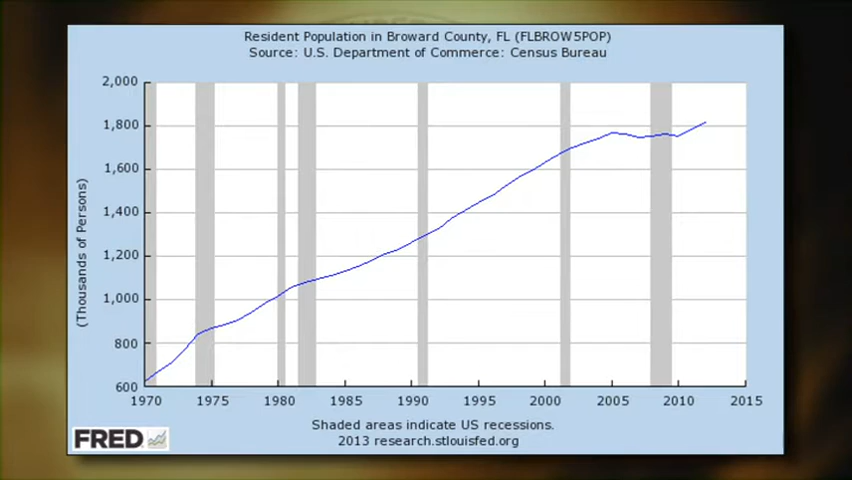 Resident Population in Broward County, FL (FLBROW5POP)
Source: U.S. Department of Commerce: Census Bureau
2,000
1,800
1,600
1,400
1,200
1,000
800
600
(Thousands of Persons)
1970 1975 1980 1985 1990 1995 2000 2005 2010 2015
Shaded areas indicate US recessions.
FRED
2013 research.stlouisfed.org